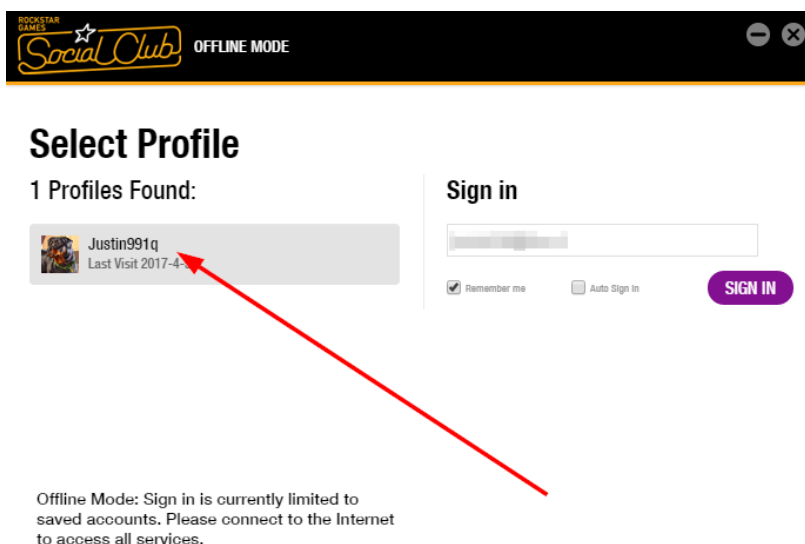 ROCKSTAR
GAMES
Social Club
OFFLINE MODE
Select Profile
1 Profiles Found:
Justin991q
Last Visit 2017-4-
Sign in
Remember me
Auto Sign In
SIGN IN
Offline Mode: Sign in is currently limited to
saved accounts. Please connect to the Internet
to access all services.